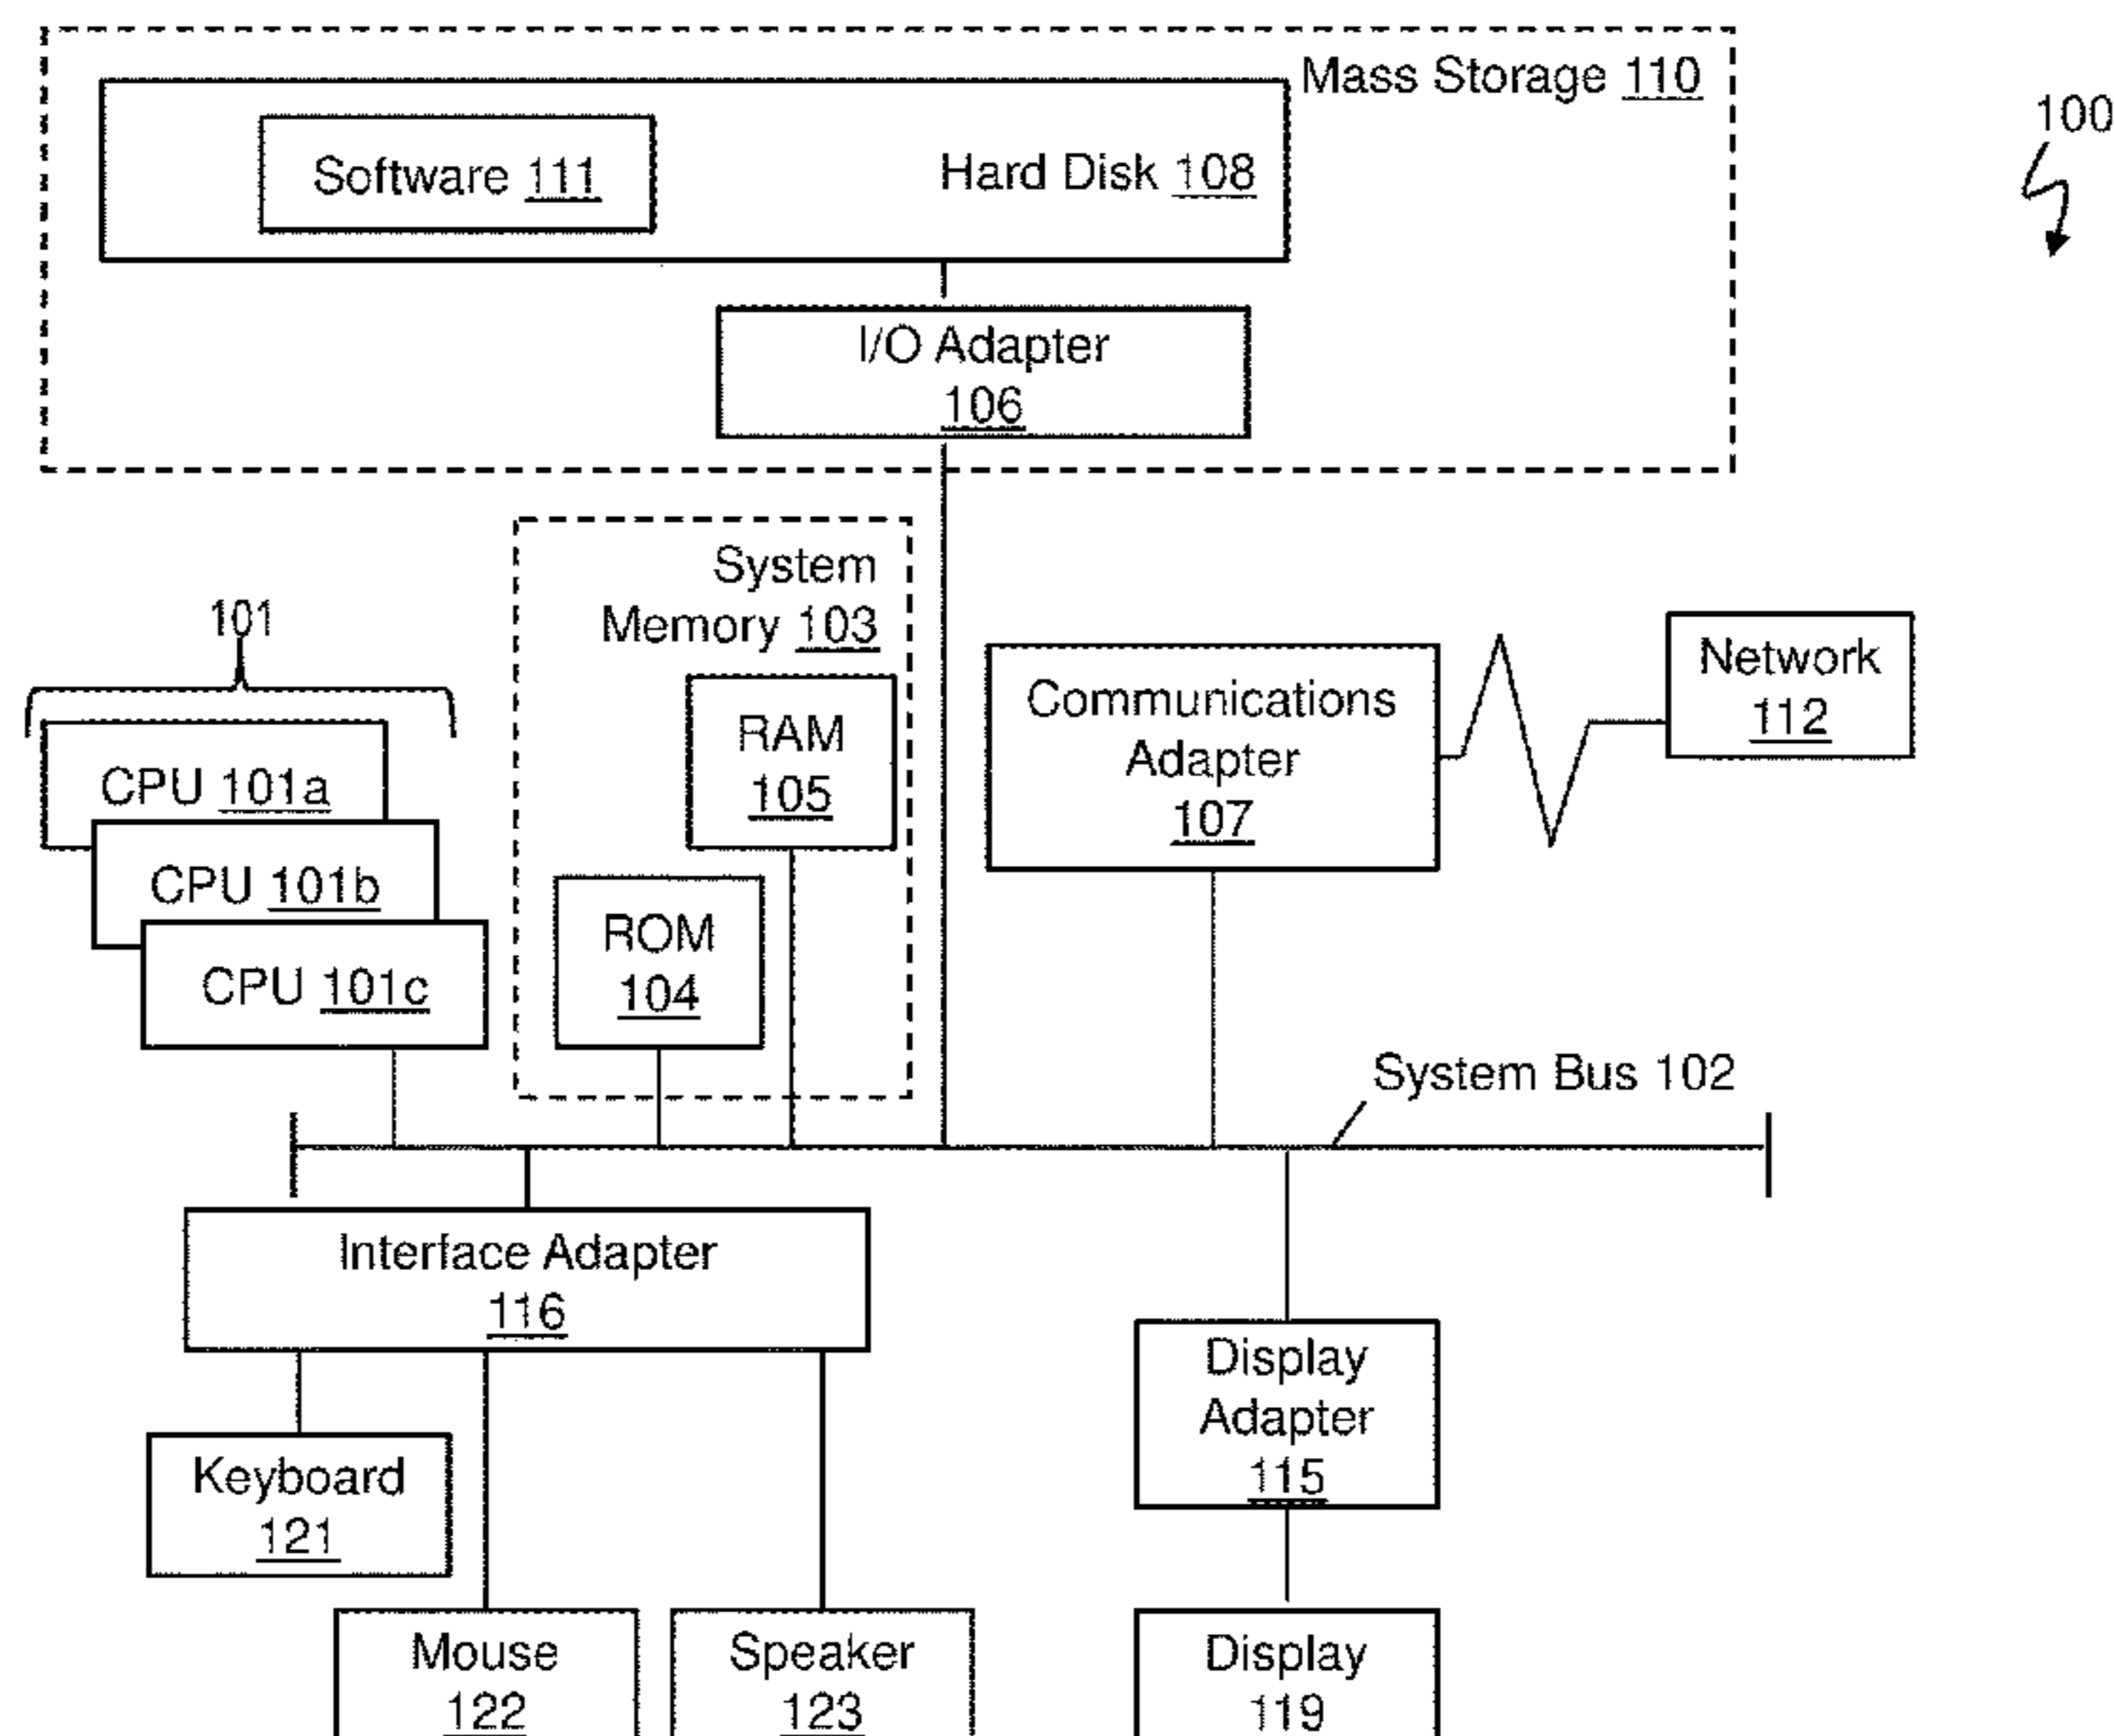 Mass Storage 110
100
Software 111
Hard Disk 108
I/O Adapter
106
System
Memory 103
101
RAM
105
Communications
Adapter
107
Network
112
CPU 101a
CPU 101b
CPU 101c
ROM
104
System Bus 102
Interface Adapter
116
Display
Adapter
115
Keyboard
121
Mouse
122
Speaker
123
Display
119